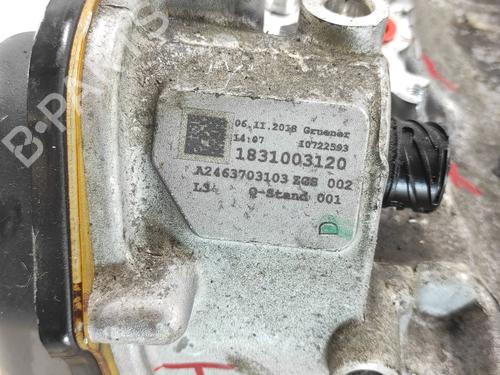 06.11.2018 Gruener
14:07 10722593
1831003120
A2463703103 ZGS 002
L3 Q-Stand 001
D
B-PARTS